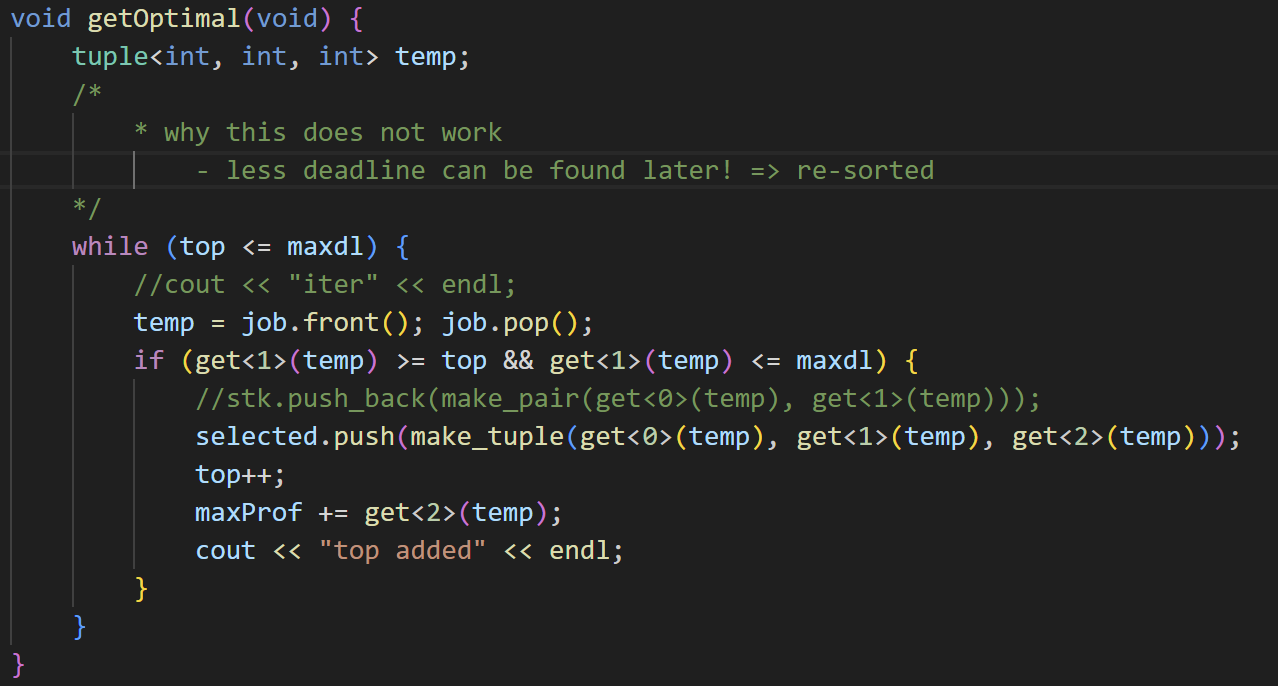 void getOptimal(void) {
    tuple<int, int, int> temp;
    /*
        * why this does not work
            - less deadline can be found later! => re-sorted
    */
    while (top <= maxdl) {
        //cout << "iter" << endl;
        temp = job.front(); job.pop();
        if (get<1>(temp) >= top && get<1>(temp) <= maxdl) {
            //stk.push_back(make_pair(get<0>(temp), get<1>(temp)));
            selected.push(make_tuple(get<0>(temp), get<1>(temp), get<2>(temp)));
            top++;
            maxProf += get<2>(temp);
            cout << "top added" << endl;
        }
    }
}